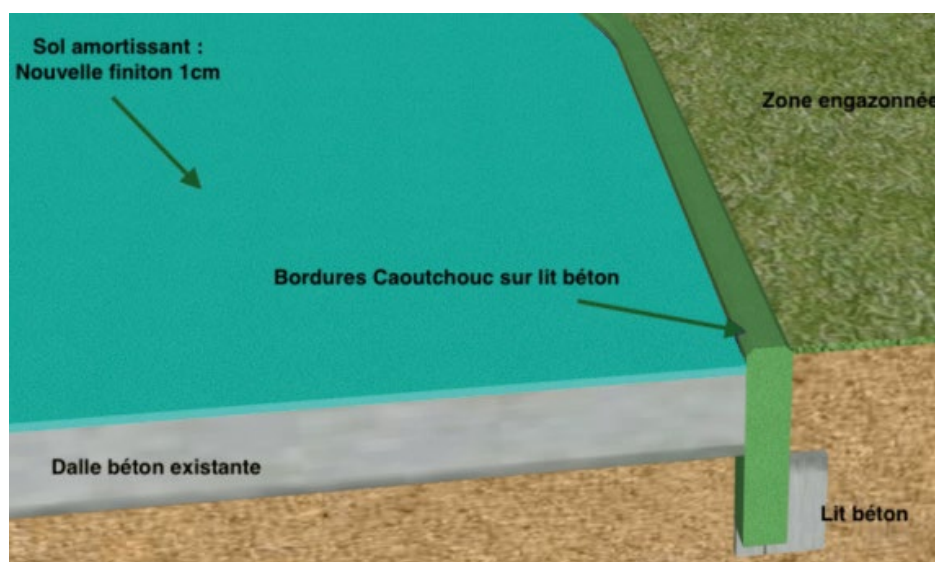 Sol amortissant :
Nouvelle finiton 1cm
Zone engazonnée
Bordures Caoutchouc sur lit béton
Dalle béton existante
Lit béton